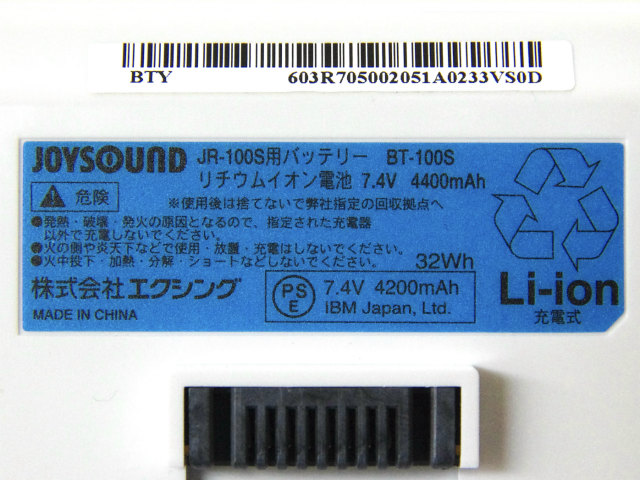 BTY 603R705002051A0233VS0D
JOYSOUND JR-100S用バッテリー BT-100S
リチウムイオン電池 7.4V 4400mAh
危険 ※使用後は捨てないで弊社指定の回収拠点へ
●発熱・破壊・発火の原因となるので、指定された充電器
以外で充電しないでください。
●火の側や炎天下などで使用・放置・充電はしないでください。
●火中投下・加熱・分解・ショートなどしないでください。
32Wh
株式会社エクシング
MADE IN CHINA
PS
E
7.4V 4200mAh
IBM Japan, Ltd.
Li-ion
充電式